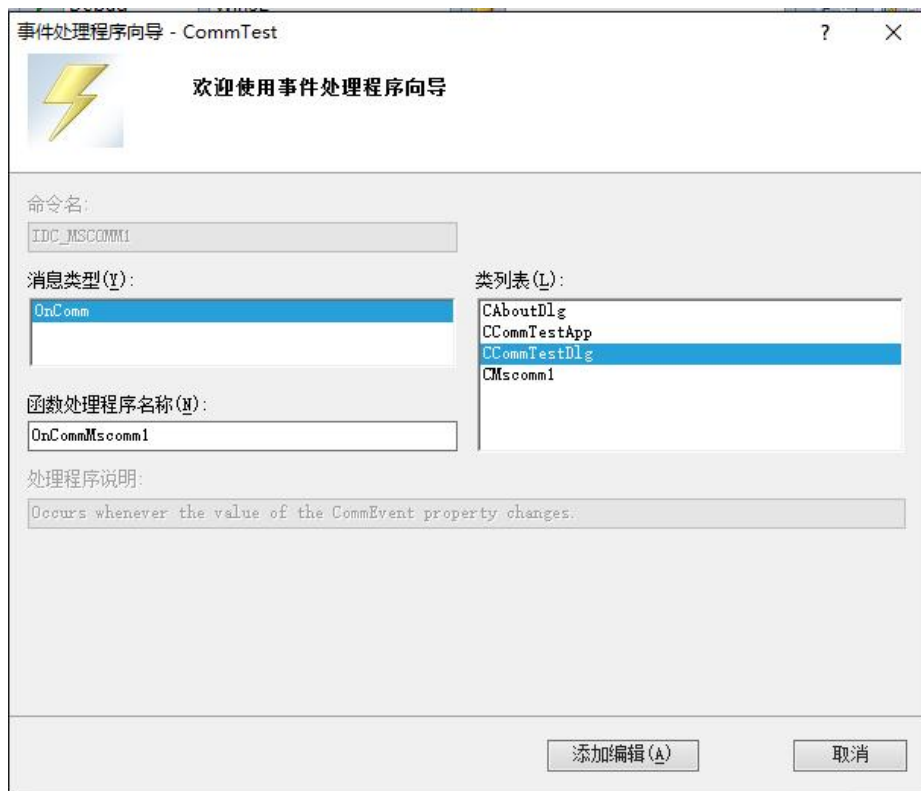 事件处理程序向导 - CommTest
欢迎使用事件处理程序向导
命令名:
IDC_MSCOMM1
消息类型(Y):
OnComm
类列表(L):
CAboutDlg
CCommTestApp
CCommTestDlg
CMscomm1
函数处理程序名称(N):
OnCommMscomm1
处理程序说明:
Occurs whenever the value of the CommEvent property changes.
添加编辑(A)
取消